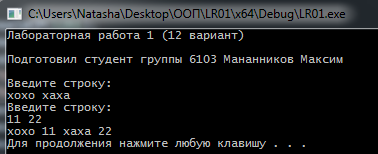 C:\Users\Natasha\Desktop\ООП\LR01\x64\Debug\LR01.exe
Лабораторная работа 1 (12 вариант)
Подготовил студент группы 6103 Мананников Максим
Введите строку:
хохо хаха
Введите строку:
11 22
хохо 11 хаха 22
Для продолжения нажмите любую клавишу . . .